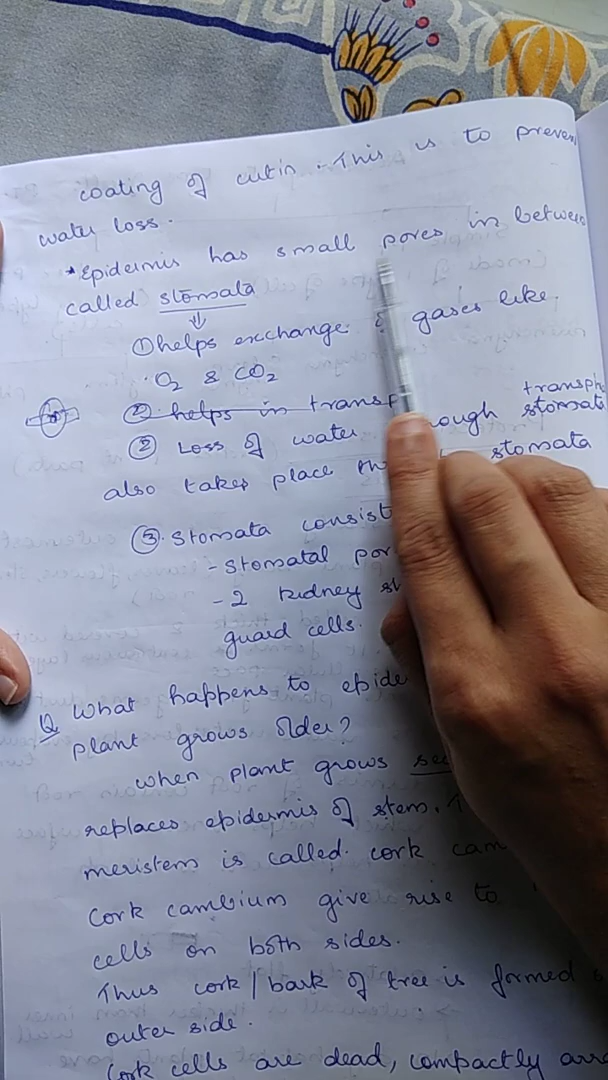 coating of cutin. This is to preven
water loss.
* Epidermis has small pores in between
called stomata
① helps exchange of gases like
O2 & CO2
② helps in transp
② Loss of water ough stomata transp
also takes place stomata
③ Stomata consist
- stomatal por
- 2 kidney
guard cells.
Q What happens to epide
plant grows older?
when plant grows se
replaces epidermis of stem. T
meristem is called cork cam
Cork cambium give rise to
cells on both sides.
Thus cork / bark of tree is formed
outer side.
Cork cells are dead, compactly arr